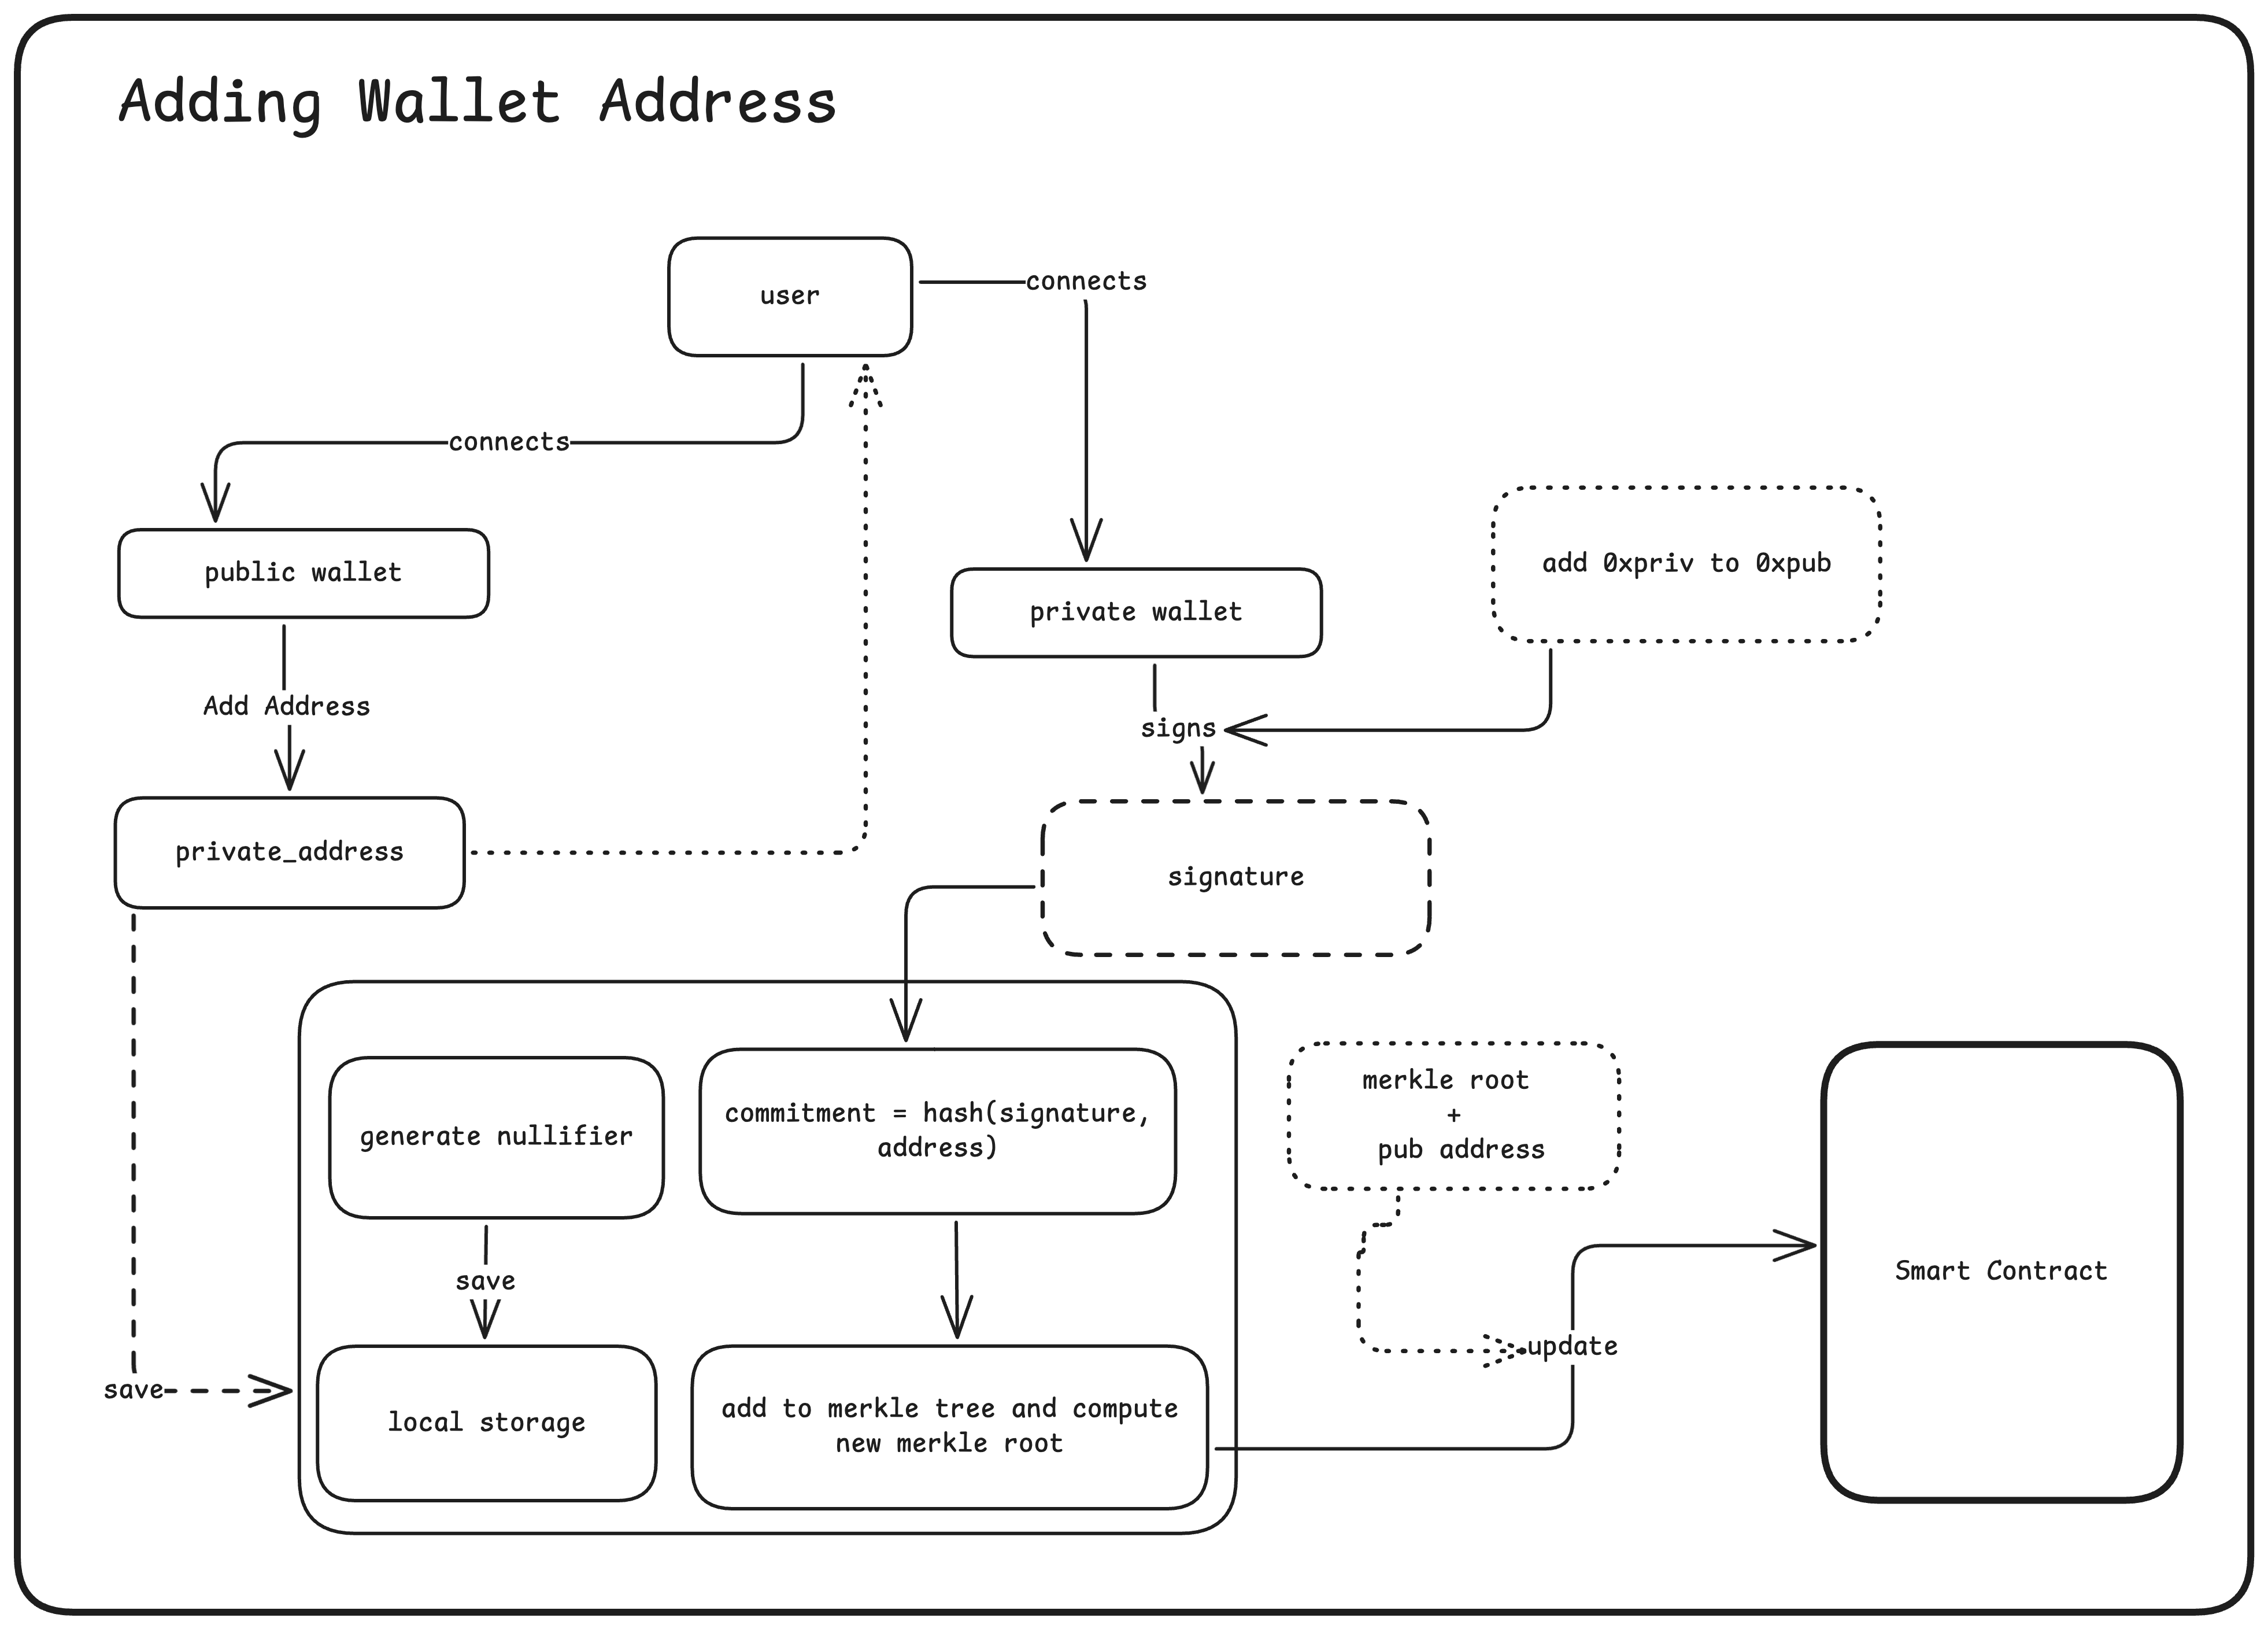 Adding Wallet Address
user
connects
connects
public wallet
private wallet
add 0xpriv to 0xpub
Add Address
signs
private_address
signature
generate nullifier
commitment = hash(signature,
address)
merkle root
+
pub address
save
Smart Contract
update
save
local storage
add to merkle tree and compute
new merkle root